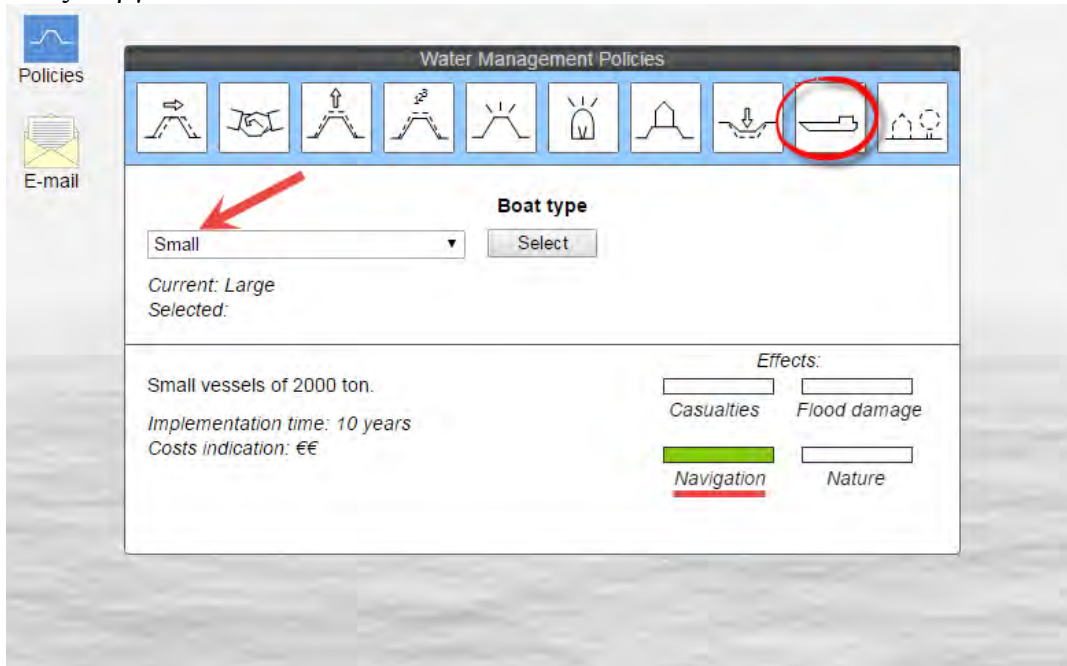 Policies
E-mail
Water Management Policies
Boat type
Small
Select
Current: Large
Selected:
Small vessels of 2000 ton.
Implementation time: 10 years
Costs indication: €€
Effects:
Casualties Flood damage
Navigation Nature